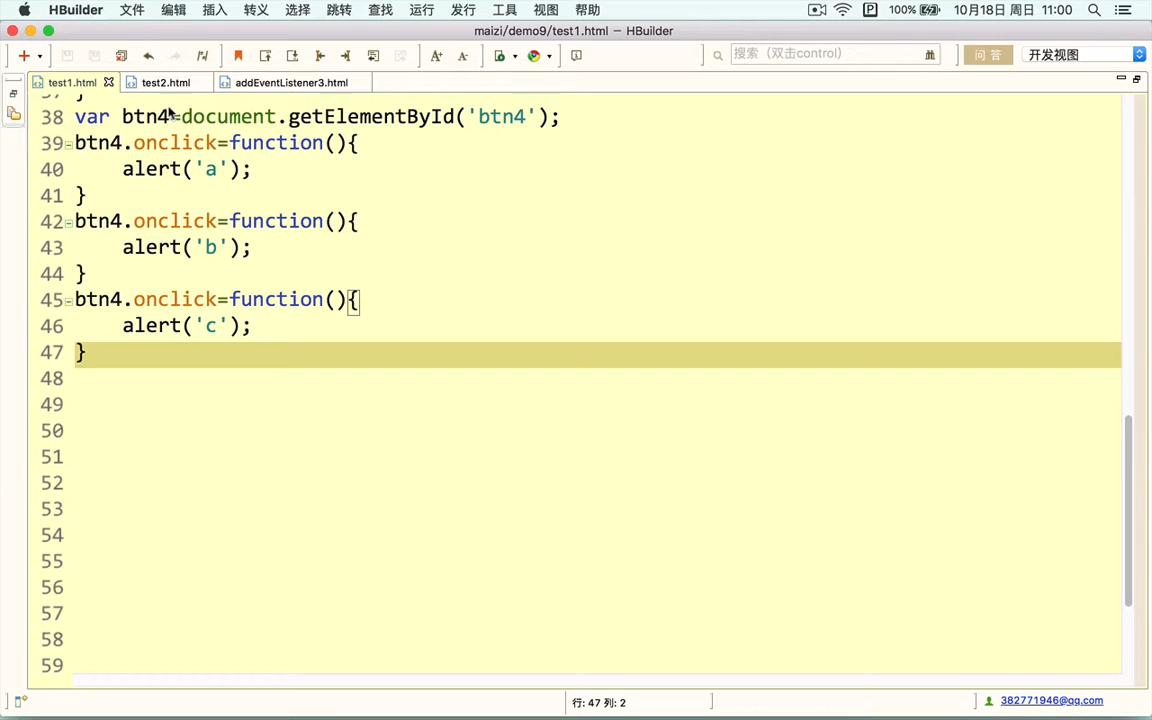 HBuilder 文件 编辑 插入 转义 选择 跳转 查找 运行 发行 工具 视图 帮助 P 100% 10月18日 周日 11:00
maizi/demo9/test1.html — HBuilder
A+ A- 搜索（双击control） 问 答 开发视图
test1.html test2.html addEventListener3.html
38 var btn4=document.getElementById('btn4');
39 btn4.onclick=function(){
40 alert('a');
41 }
42 btn4.onclick=function(){
43 alert('b');
44 }
45 btn4.onclick=function(){
46 alert('c');
47 }
48
49
50
51
52
53
54
55
56
57
58
59
行: 47 列: 2 382771946@qq.com